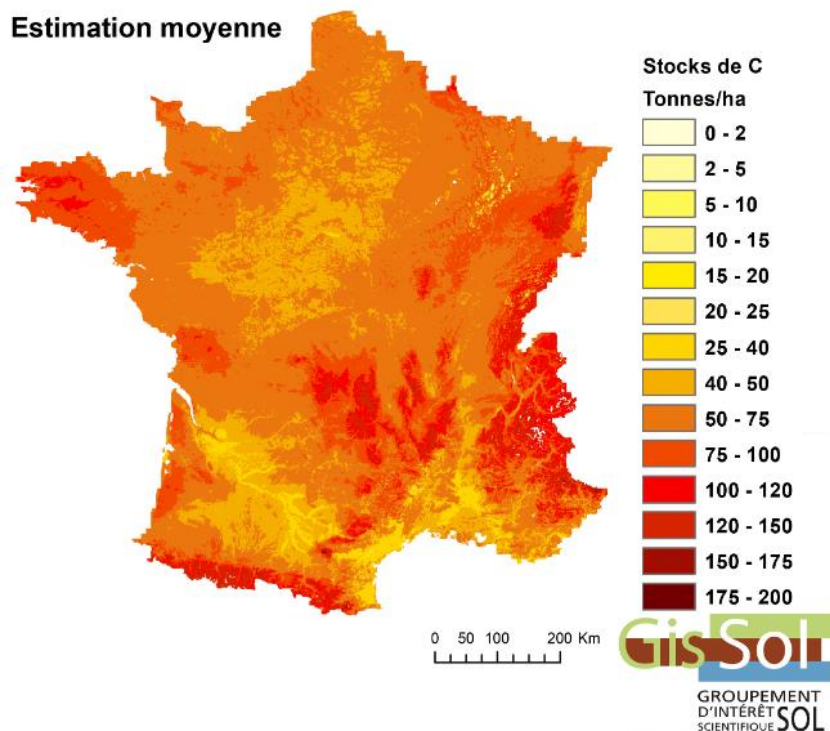 Estimation moyenne
Stocks de C
Tonnes/ha
0 - 2
2 - 5
5 - 10
10 - 15
15 - 20
20 - 25
25 - 40
40 - 50
50 - 75
75 - 100
100 - 120
120 - 150
150 - 175
175 - 200
0 50 100 200 Km
GisSol
GROUPEMENT
D'INTÉRÊT
SCIENTIFIQUE SOL